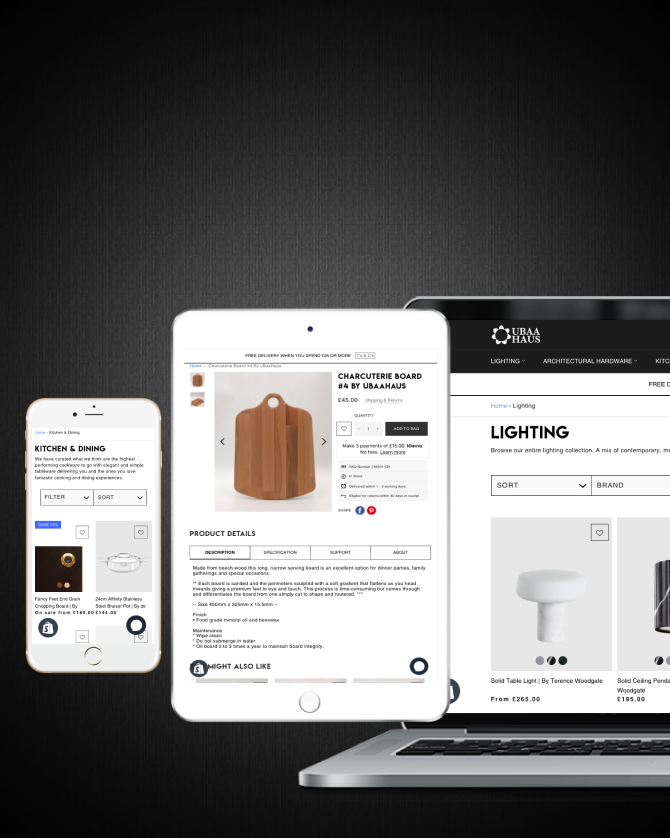 Home • Kitchen & Dining
KITCHEN & DINING
We have curated what we think are the highest
performing cookware to go with elegant and simple
tableware delivering you and the ones you love
fantastic cooking and dining experiences.
FILTER
SORT
SAVE 14%
Fancy Feet End Grain
Chopping Board | By
On sale from £160.00
24cm Affinity Stainless
Steel Braiser Pot | By de
£144.00
FREE DELIVERY WHEN YOU SPEND £56 OR MORE
T's & C's
Home • Charcuterie Board #4 By uBaahaus
CHARCUTERIE BOARD
#4 BY UBAAHAUS
£45.00
Shipping & Returns
QUANTITY
- 1 +
ADD TO BAG
Make 3 payments of £15.00. Klarna.
No fees. Learn more
In Stock
Delivered within 1 - 3 working days
Eligible for returns within 30 days of receipt
SHARE
PRODUCT DETAILS
DESCRIPTION
SPECIFICATION
SUPPORT
ABOUT
Made from beech-wood this long, narrow serving board is an excellent option for dinner parties, family
gatherings and special occasions.
** Each board is sanded and the perimeters sculpted with a soft gradient that flattens as you head
inwards giving a premium feel to eye and touch. This process is time-consuming but comes through
and differentiates the board from one simply cut to shape and routered. ***
-- Size 455mm x 325mm x 15.5mm --
Finish
• Food grade mineral oil and beeswax
Maintenance
* Wipe clean
* Do not submerge in water
* Oil board 2 to 3 times a year to maintain board integrity.
MIGHT ALSO LIKE
UBAA
HAUS
LIGHTING
ARCHITECTURAL HARDWARE
KITC
FREE D
Home • Lighting
LIGHTING
Browse our entire lighting collection. A mix of contemporary, m
SORT
BRAND
Solid Table Light | By Terence Woodgate
From £265.00
Solid Ceiling Penda
Woodgate
£195.00